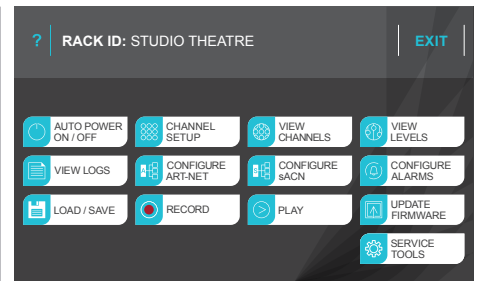 ? RACK ID: STUDIO THEATRE EXIT
AUTO POWER
ON / OFF
CHANNEL
SETUP
VIEW
CHANNELS
VIEW
LEVELS
VIEW LOGS
CONFIGURE
ART-NET
CONFIGURE
sACN
CONFIGURE
ALARMS
LOAD / SAVE
RECORD
PLAY
UPDATE
FIRMWARE
SERVICE
TOOLS